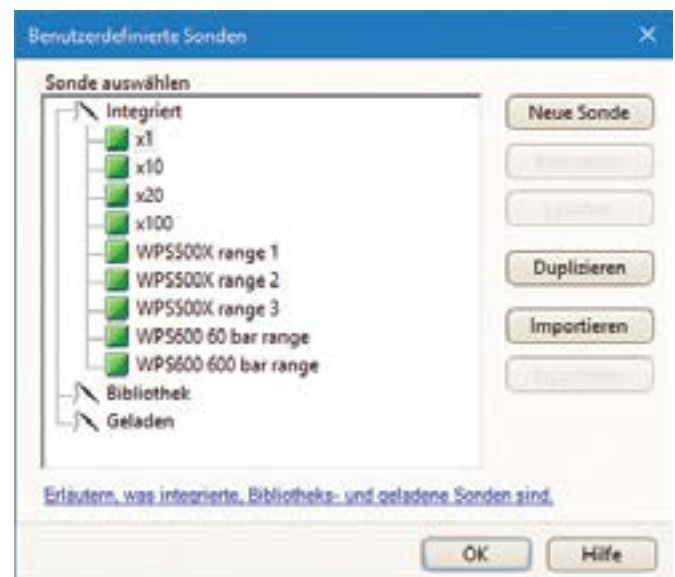 Benutzerdefinierte Sonden
Sonde auswählen
Integriert
x1
x10
x20
x100
WPS500X range 1
WPS500X range 2
WPS500X range 3
WPS600 60 bar range
WPS600 600 bar range
Bibliothek
Geladen
Neue Sonde
Duplizieren
Importieren
Erläutern, was integrierte, Bibliotheks- und geladene Sonden sind.
OK
Hilfe